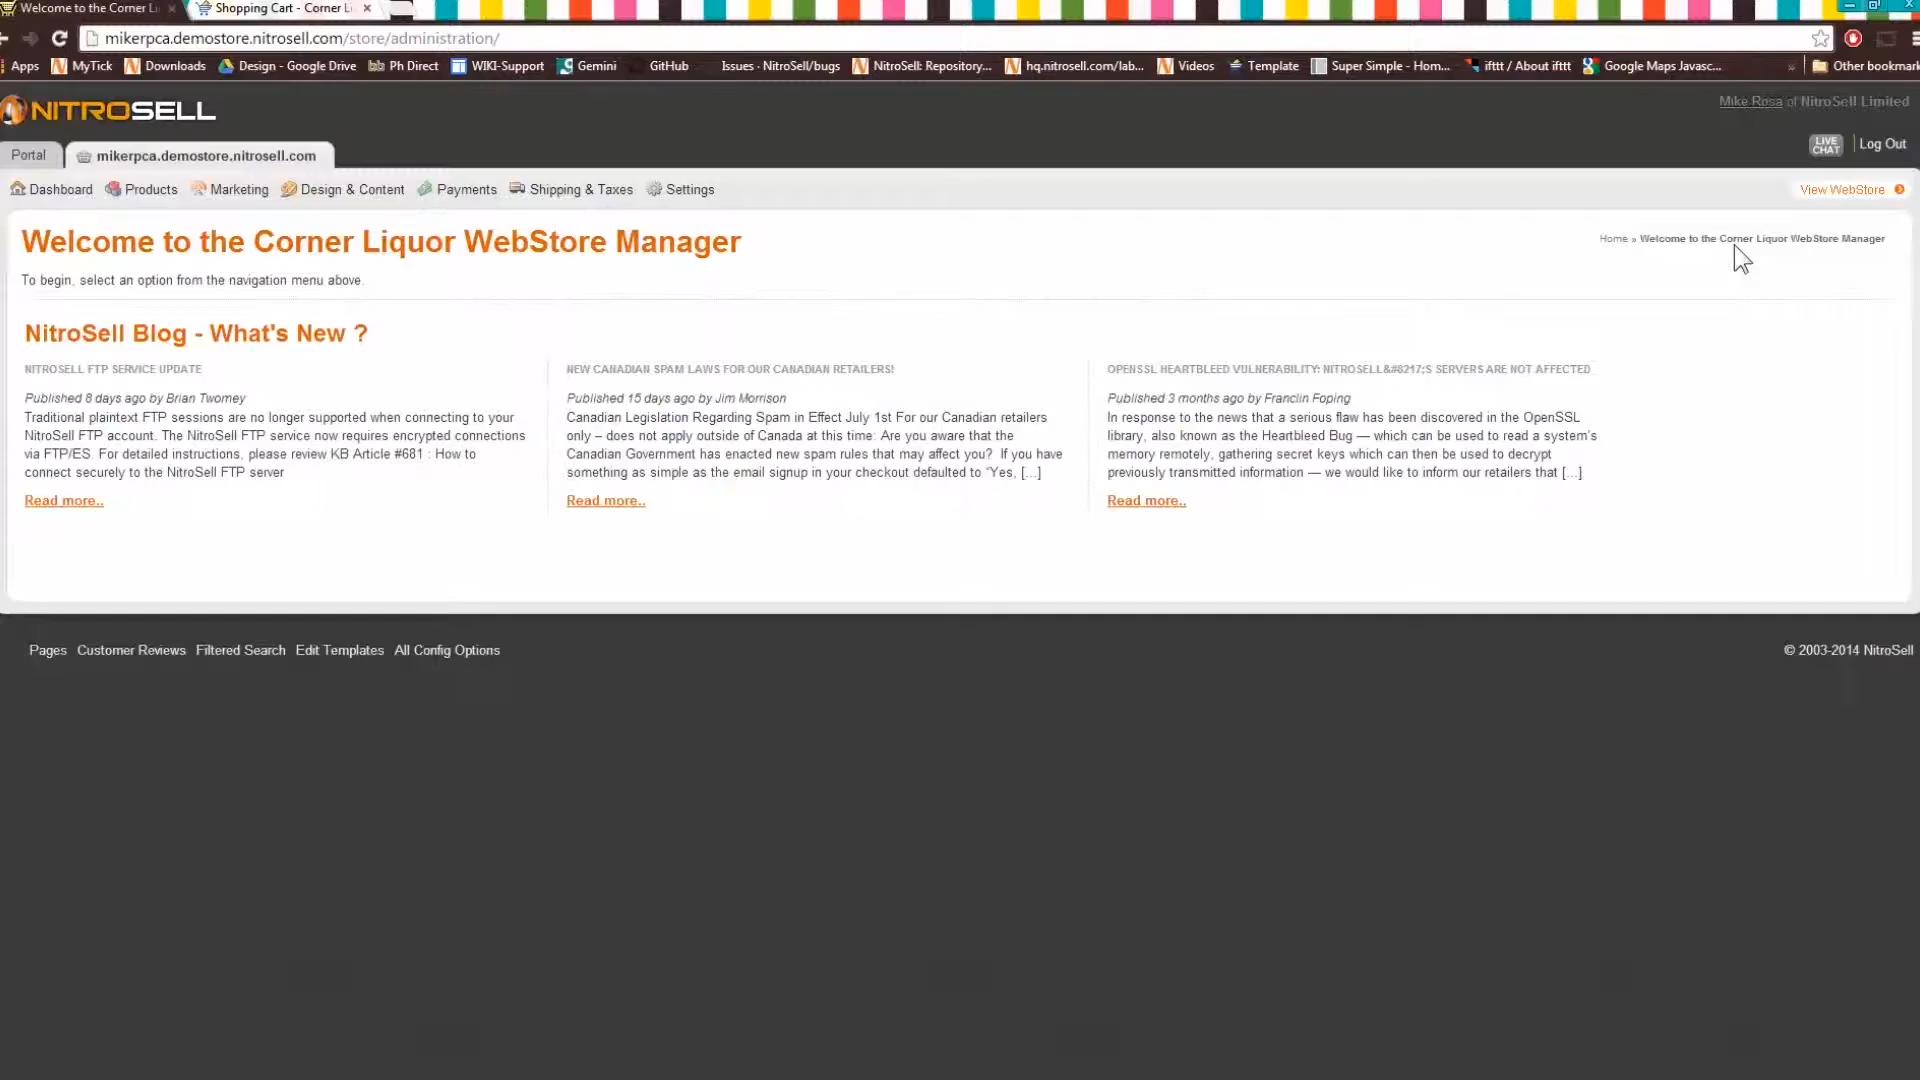 Welcome to the Corner Li
Shopping Cart - Corner Li
mikerpca.demostore.nitrosell.com/store/administration/
Apps MyTick Downloads Design - Google Drive Ph Direct WIKI-Support Gemini GitHub Issues · NitroSell/bugs NitroSell: Repository... hq.nitrosell.com/lab... Videos Template Super Simple - Hom... ifttt / About ifttt Google Maps Javasc... » Other bookmark
NITROSELL
Mike Rosa of NitroSell Limited
Portal mikerpca.demostore.nitrosell.com
LIVE CHAT Log Out
Dashboard Products Marketing Design & Content Payments Shipping & Taxes Settings View WebStore
Welcome to the Corner Liquor WebStore Manager
Home » Welcome to the Corner Liquor WebStore Manager
To begin, select an option from the navigation menu above.
NitroSell Blog - What's New ?
NITROSELL FTP SERVICE UPDATE
Published 8 days ago by Brian Twomey
Traditional plaintext FTP sessions are no longer supported when connecting to your
NitroSell FTP account. The NitroSell FTP service now requires encrypted connections
via FTP/ES. For detailed instructions, please review KB Article #681 : How to
connect securely to the NitroSell FTP server
Read more..
NEW CANADIAN SPAM LAWS FOR OUR CANADIAN RETAILERS!
Published 15 days ago by Jim Morrison
Canadian Legislation Regarding Spam in Effect July 1st For our Canadian retailers
only – does not apply outside of Canada at this time: Are you aware that the
Canadian Government has enacted new spam rules that may affect you? If you have
something as simple as the email signup in your checkout defaulted to “Yes, [...]
Read more..
OPENSSL HEARTBLEED VULNERABILITY: NITROSELL&#8217;S SERVERS ARE NOT AFFECTED
Published 3 months ago by Franclin Foping
In response to the news that a serious flaw has been discovered in the OpenSSL
library, also known as the Heartbleed Bug — which can be used to read a system’s
memory remotely, gathering secret keys which can then be used to decrypt
previously transmitted information — we would like to inform our retailers that [...]
Read more..
Pages Customer Reviews Filtered Search Edit Templates All Config Options
© 2003-2014 NitroSell